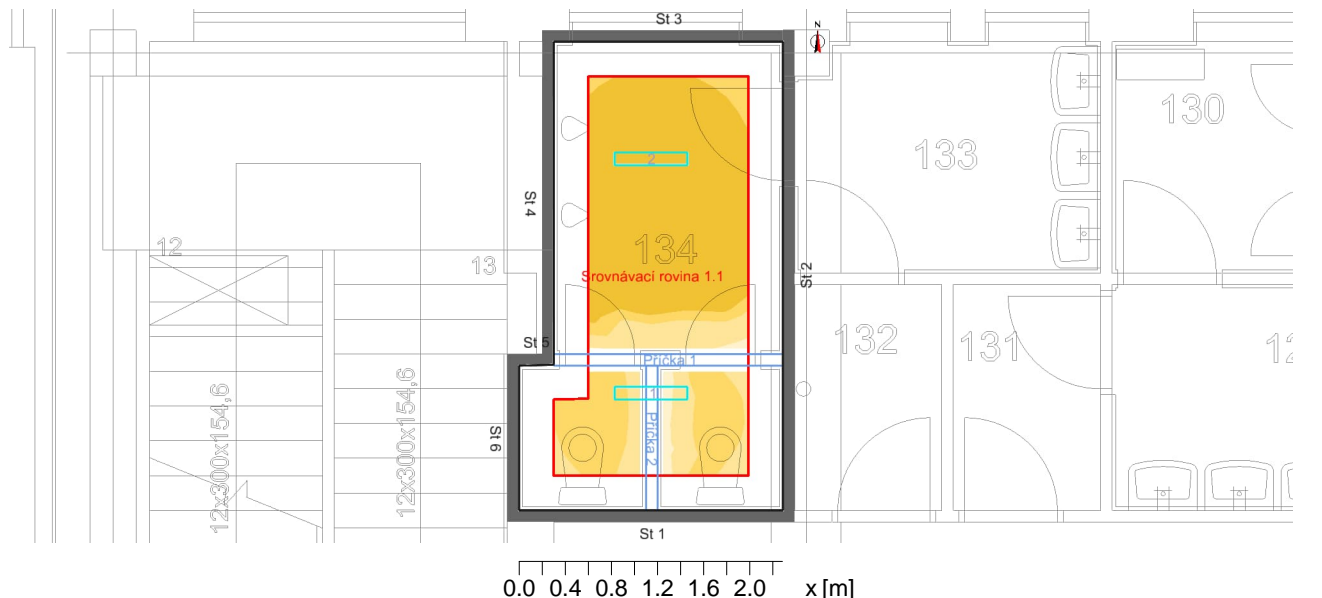 St 3
z
130
133
2
St 4
134
12
13
Srovnávací rovina 1.1
St 2
132
131
12
St 5
Příčka 1
1
12x300x154,6
12x300x154,6
St 6
Příčka 2
St 1
0.0 0.4 0.8 1.2 1.6 2.0 x [m]